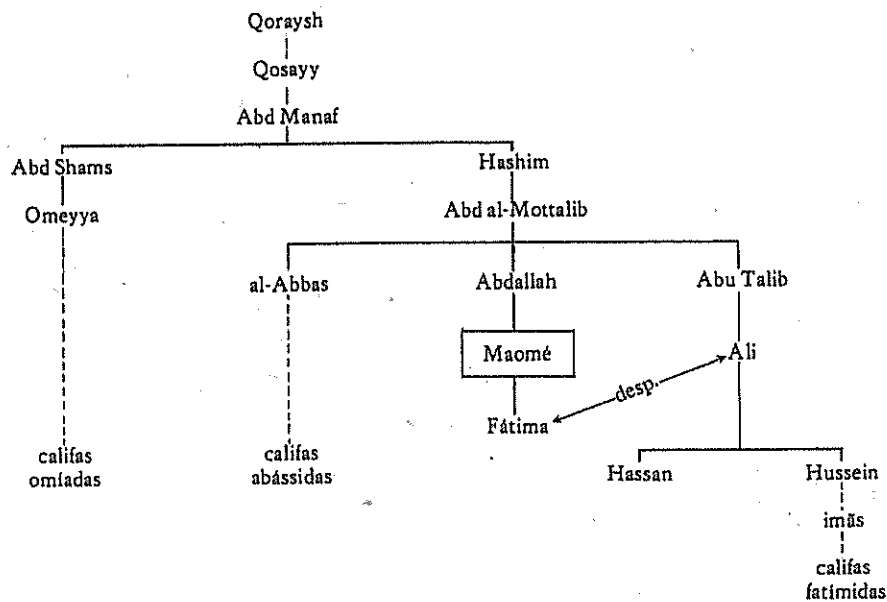 Qoraysh
Qosayy
Abd Manaf
Abd Shams
Hashim
Omeyya
Abd al-Mottalib
al-Abbas
Abdallah
Abu Talib
Maomé
Ali
desp.
Fátima
califas
omíadas
califas
abássidas
Hassan
Hussein
imãs
califas
fatímidas